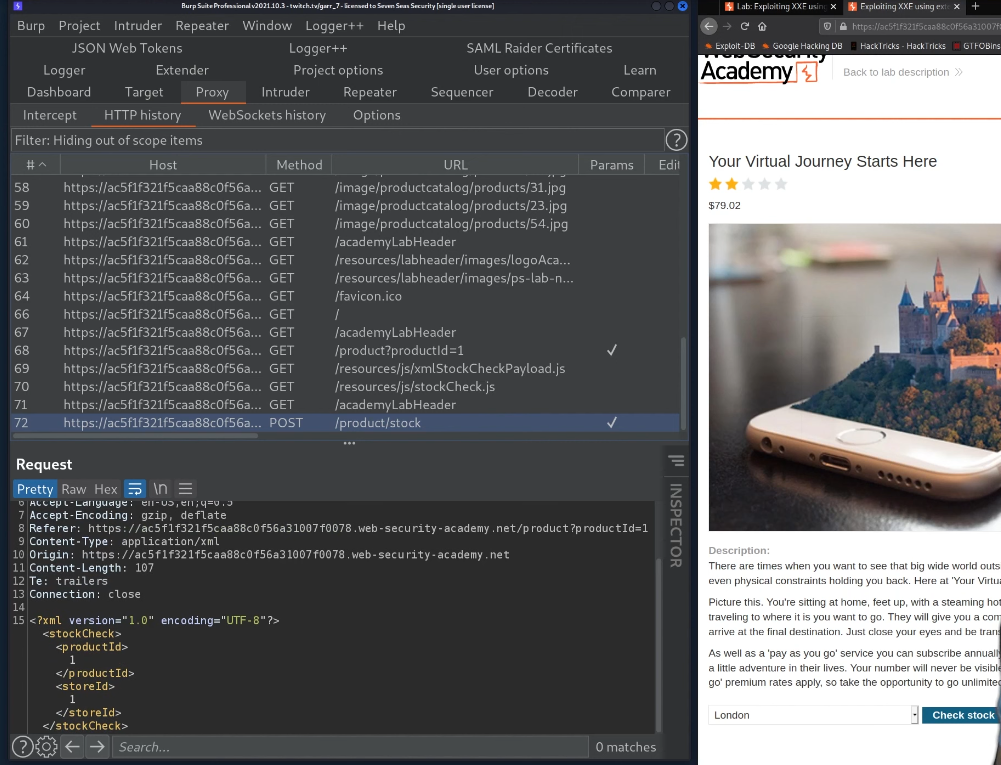 Burp Suite Professional v2021.10.3 - twitch.tv/garr_7 - licensed to Seven Seas Security [single user license]
Burp Project Intruder Repeater Window Logger++ Help
JSON Web Tokens Logger++ SAML Raider Certificates
Logger Extender Project options User options Learn
Dashboard Target Proxy Intruder Repeater Sequencer Decoder Comparer
Intercept HTTP history WebSockets history Options
Filter: Hiding out of scope items
?
# Host Method URL Params Edit
58 https://ac5f1f321f5caa88c0f56a... GET /image/productcatalog/products/31.jpg
59 https://ac5f1f321f5caa88c0f56a... GET /image/productcatalog/products/23.jpg
60 https://ac5f1f321f5caa88c0f56a... GET /image/productcatalog/products/54.jpg
61 https://ac5f1f321f5caa88c0f56a... GET /academyLabHeader
62 https://ac5f1f321f5caa88c0f56a... GET /resources/labheader/images/logoAca...
63 https://ac5f1f321f5caa88c0f56a... GET /resources/labheader/images/ps-lab-n...
64 https://ac5f1f321f5caa88c0f56a... GET /favicon.ico
66 https://ac5f1f321f5caa88c0f56a... GET /
67 https://ac5f1f321f5caa88c0f56a... GET /academyLabHeader
68 https://ac5f1f321f5caa88c0f56a... GET /product?productId=1 ✓
69 https://ac5f1f321f5caa88c0f56a... GET /resources/js/xmlStockCheckPayload.js
70 https://ac5f1f321f5caa88c0f56a... GET /resources/js/stockCheck.js
71 https://ac5f1f321f5caa88c0f56a... GET /academyLabHeader
72 https://ac5f1f321f5caa88c0f56a... POST /product/stock ✓
Request
Pretty Raw Hex \n
INSPECTOR
6 Accept-Language: en-US,en;q=0.5
7 Accept-Encoding: gzip, deflate
8 Referer: https://ac5f1f321f5caa88c0f56a31007f0078.web-security-academy.net/product?productId=1
9 Content-Type: application/xml
10 Origin: https://ac5f1f321f5caa88c0f56a31007f0078.web-security-academy.net
11 Content-Length: 107
12 Te: trailers
13 Connection: close
14
15 <?xml version="1.0" encoding="UTF-8"?>
<stockCheck>
<productId>
1
</productId>
<storeId>
1
</storeId>
</stockCheck>
? Search... 0 matches
Lab: Exploiting XXE using Exploiting XXE using ext
https://ac5f1f321f5caa88c0f56a31007f
Exploit-DB Google Hacking DB HackTricks - HackTricks GTFOBins
WebSecurity
Academy Back to lab description
Your Virtual Journey Starts Here
$79.02
Description:
There are times when you want to see that big wide world outs
even physical constraints holding you back. Here at 'Your Virtua
Picture this. You're sitting at home, feet up, with a steaming hot
traveling to where it is you want to go. They will give you a com
arrive at the final destination. Just close your eyes and be tran
As well as a 'pay as you go' service you can subscribe annually
a little adventure in their lives. Your number will never be visible
go' premium rates apply, so take the opportunity to go unlimited
London Check stock